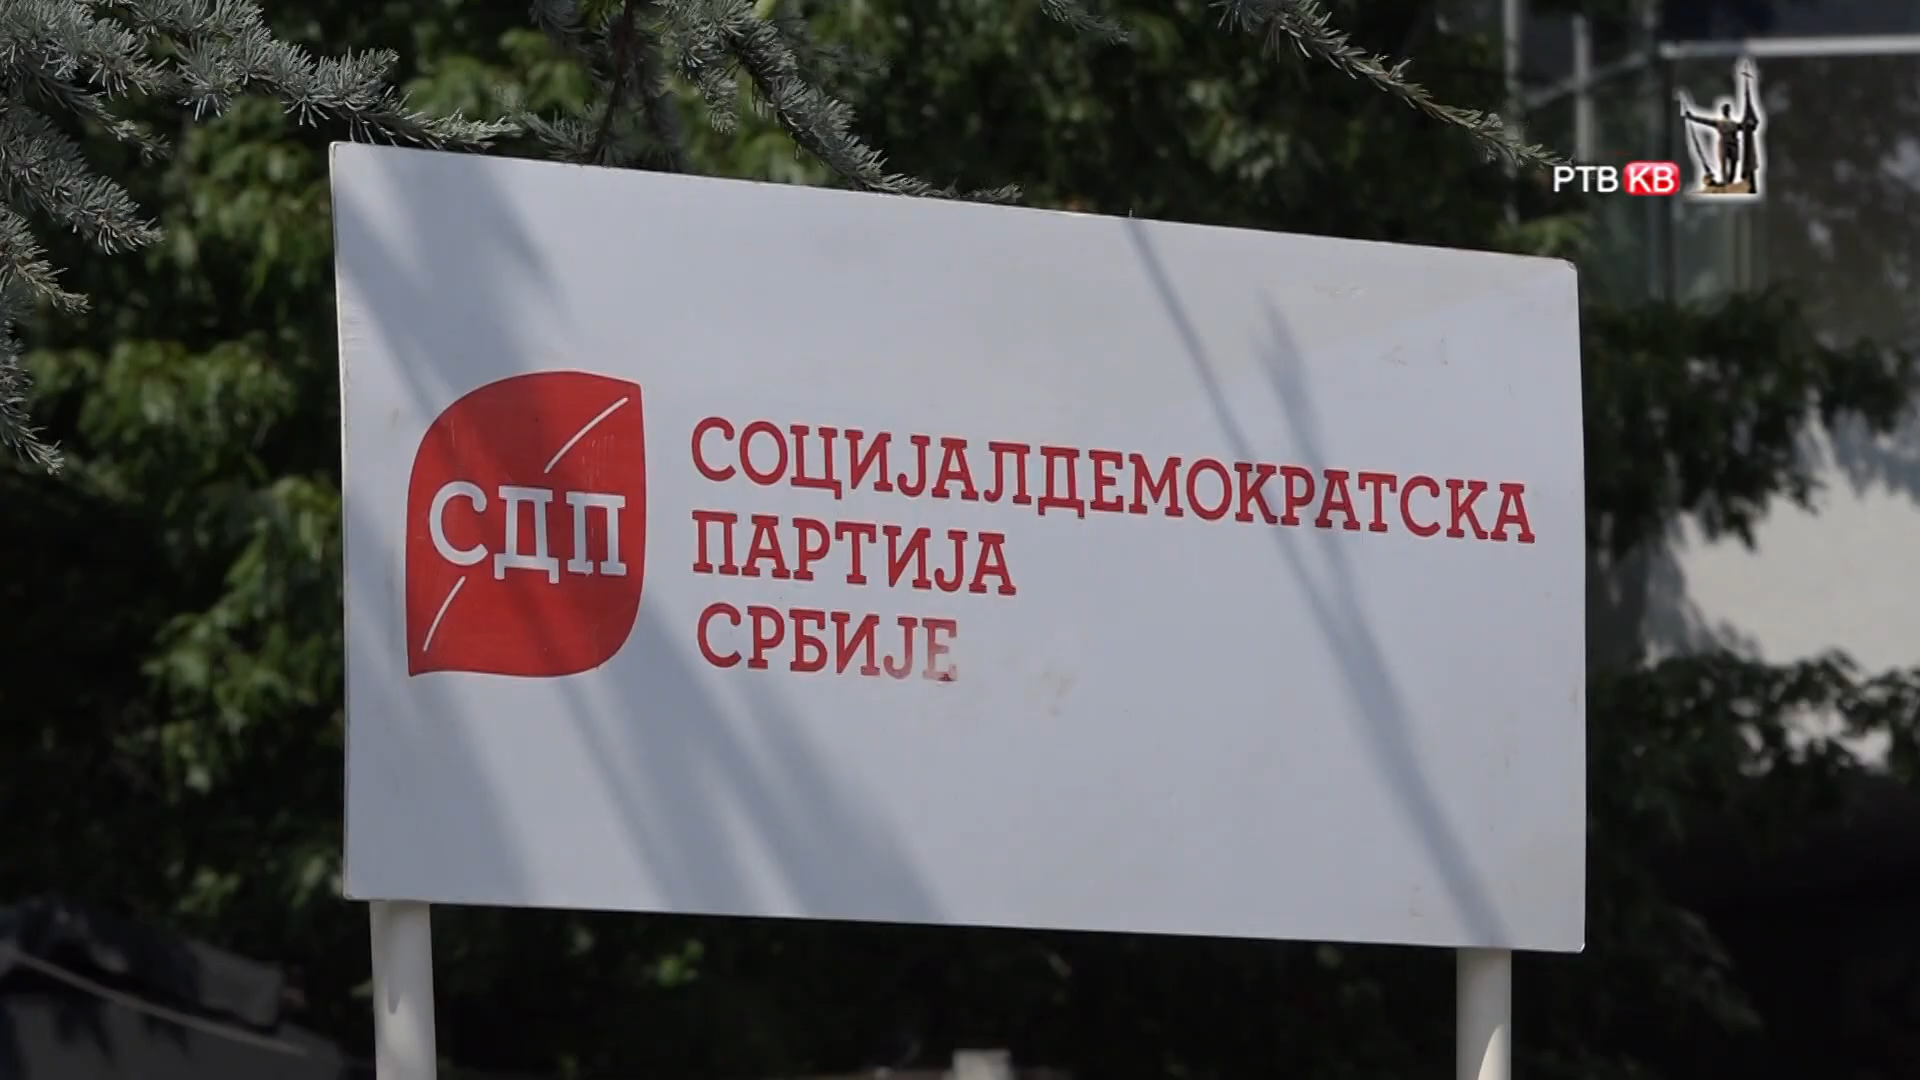 РТВ КВ
СДП
СОЦИЈАЛДЕМОКРАТСКА
ПАРТИЈА
СРБИЈЕ